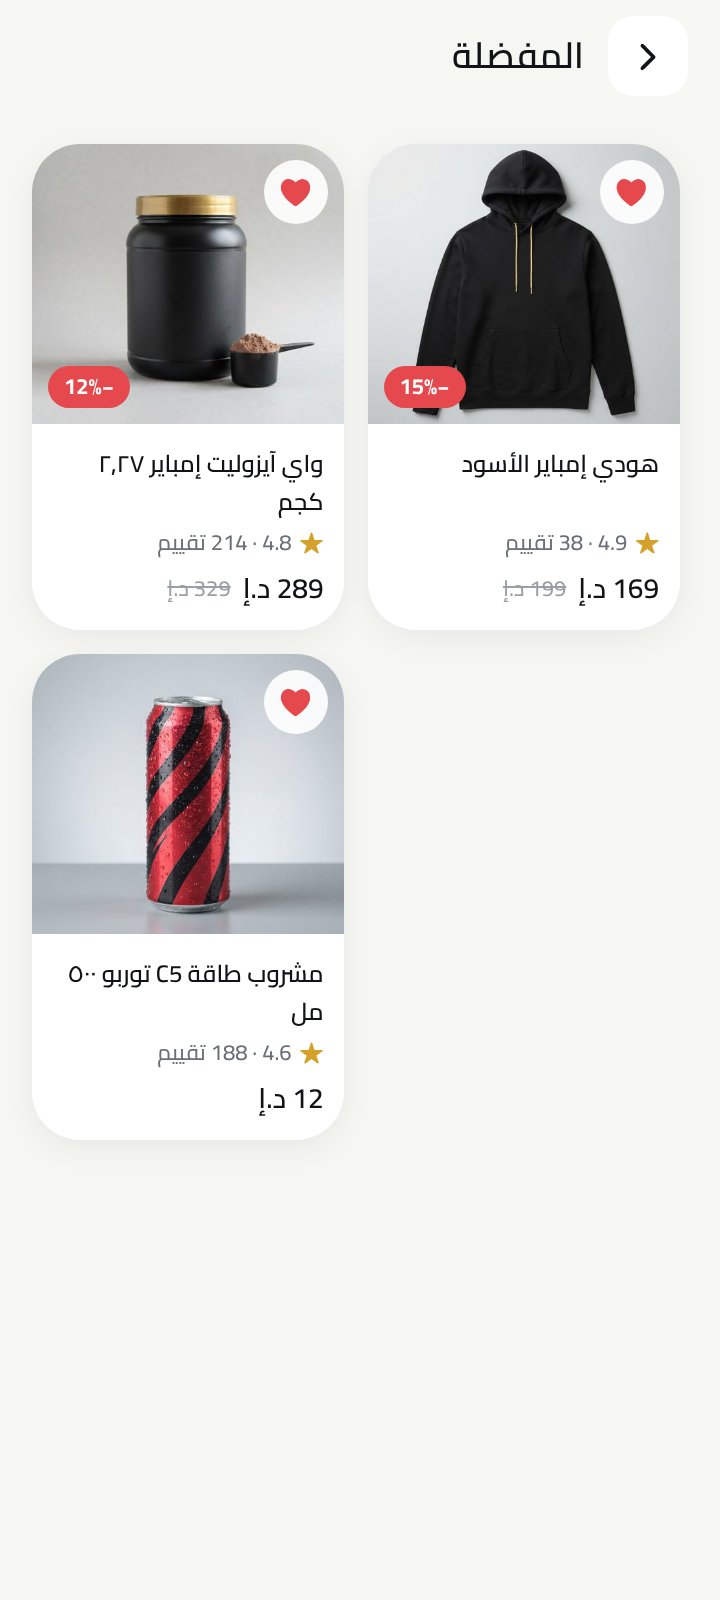 المفضلة
15%-
هودي إمباير الأسود
4.9 · 38 تقييم
169 د.إ 199 د.إ
12%-
واي آيزوليت إمباير ٢,٢٧
كجم
4.8 · 214 تقييم
289 د.إ 329 د.إ
مشروب طاقة C5 توربو ٥٠٠
مل
4.6 · 188 تقييم
12 د.إ